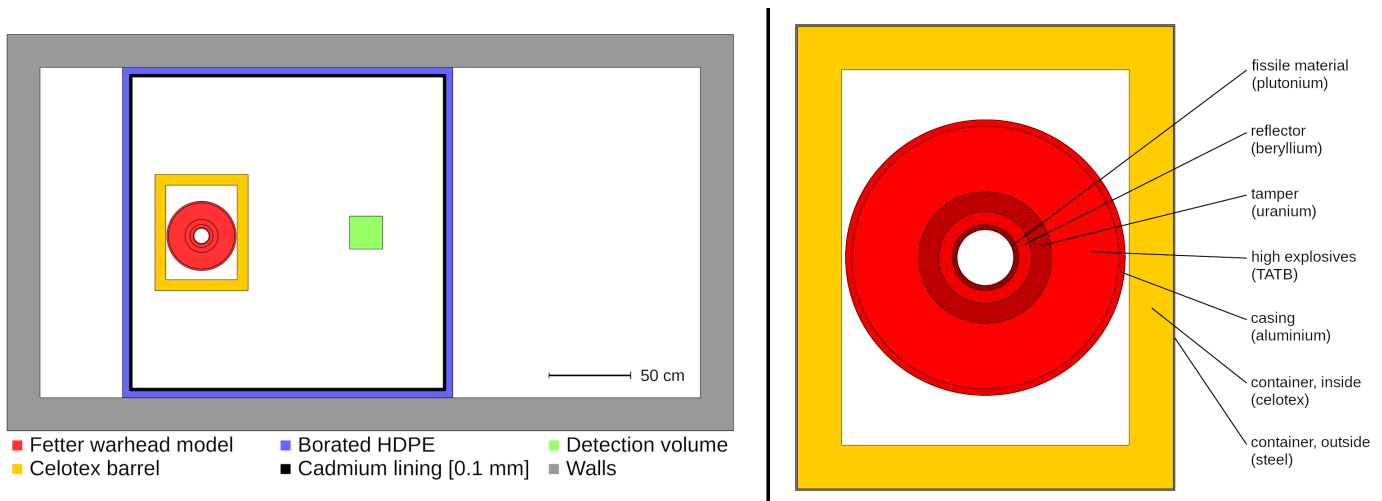 50 cm
Fetter warhead model
Borated HDPE
Detection volume
Celotex barrel
Cadmium lining [0.1 mm]
Walls
fissile material
(plutonium)
reflector
(beryllium)
tamper
(uranium)
high explosives
(TATB)
casing
(aluminium)
container, inside
(celotex)
container, outside
(steel)